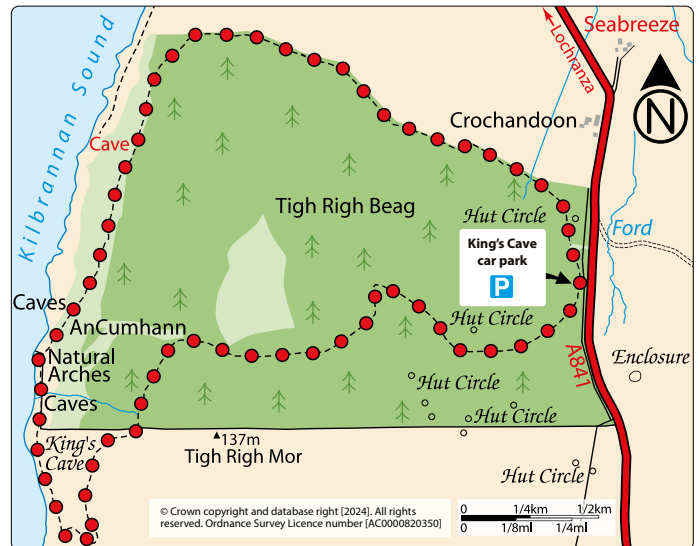 Seabreeze
Lochranza
Kilbrannan Sound
N
Crochandoon
Cave
Tigh Righ Beag
Hut Circle
Ford
King's Cave
car park
P
Caves
AnCumhann
Hut Circle
Natural
Arches
A841
Enclosure
Hut Circle
Caves
Hut Circle
King's
Cave
137m
Tigh Righ Mor
Hut Circle
© Crown copyright and database right [2024]. All rights
reserved. Ordnance Survey Licence number [AC0000820350]
0 1/4km 1/2km
0 1/8ml 1/4ml